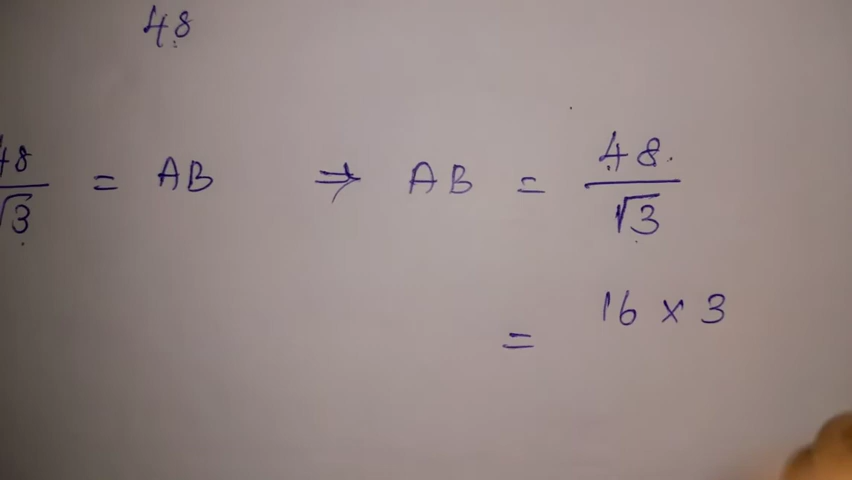 48
48/√3 = AB ⇒ AB = 48/√3
= 16 × 3